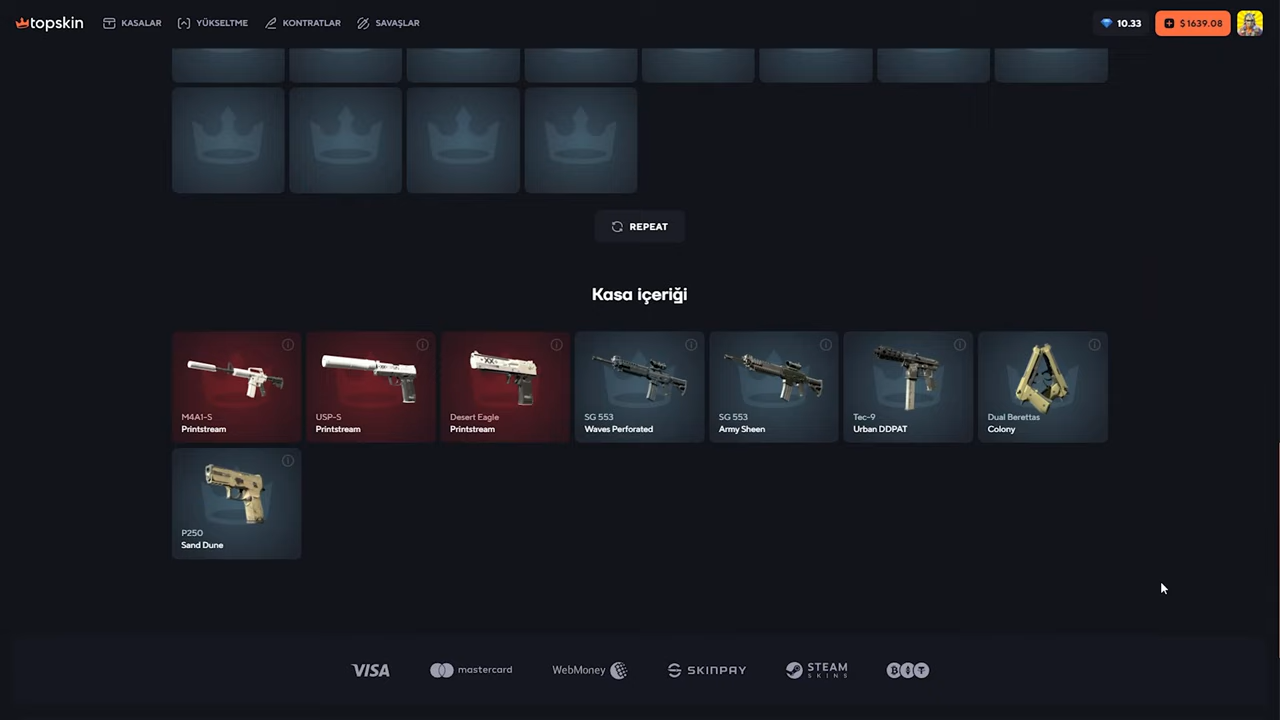 topskin KASALAR YÜKSELTME KONTRATLAR SAVAŞLAR 10.33 $ 1639.08
REPEAT
Kasa içeriği
M4A1-S
Printstream
USP-S
Printstream
Desert Eagle
Printstream
SG 553
Waves Perforated
SG 553
Army Sheen
Tec-9
Urban DDPAT
Dual Berettas
Colony
P250
Sand Dune
VISA mastercard WebMoney SKINPAY STEAM SKINS